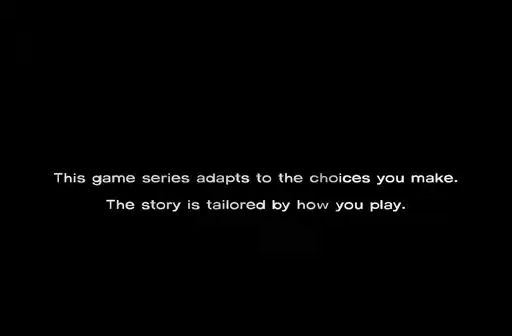 This game series adapts to the choices you make.
The story is tailored by how you play.